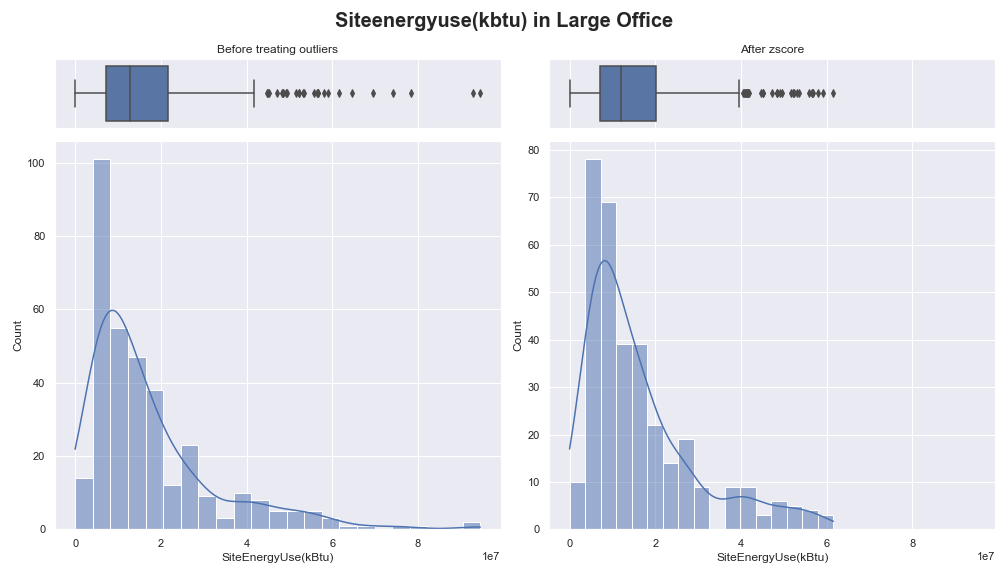 Siteenergyuse(kbtu) in Large Office
Before treating outliers
After zscore
100
80
60
40
20
0
Count
0 2 4 6 8
SiteEnergyUse(kBtu)
1e7
80
70
60
50
40
30
20
10
0
Count
0 2 4 6 8
SiteEnergyUse(kBtu)
1e7